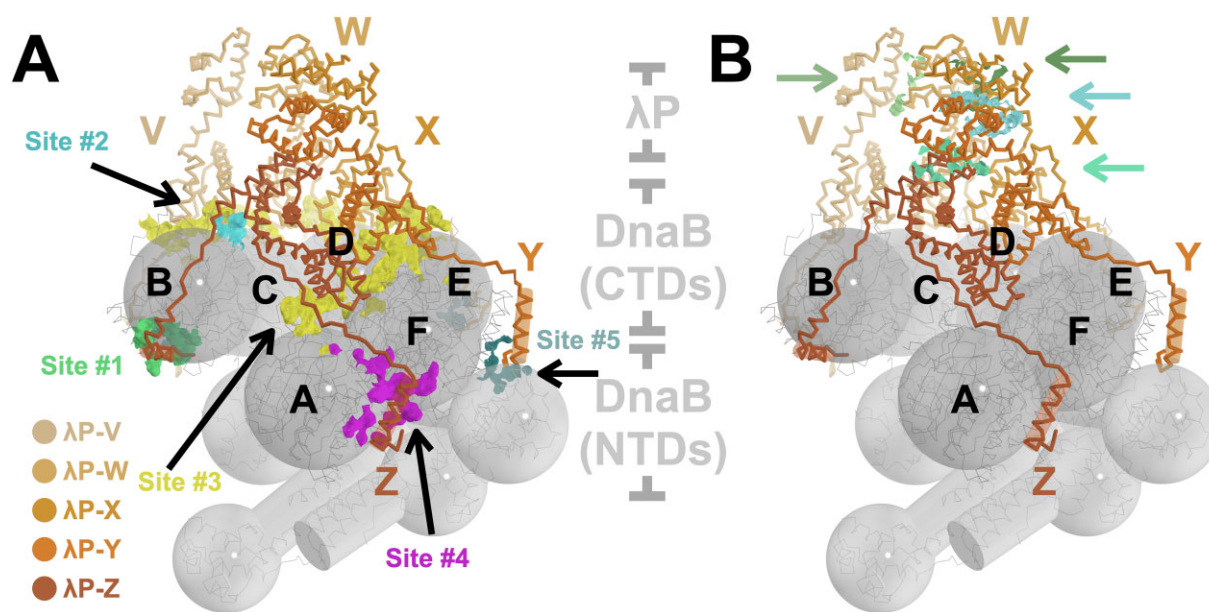 A
W
V
X
Site #2
D
B
C
E
Y
F
Site #1
Site #5
A
Site #3
Z
Site #4
λP-V
λP-W
λP-X
λP-Y
λP-Z
λP
DnaB
(CTDs)
DnaB
(NTDs)
B
W
V
X
D
B
C
E
Y
F
A
Z